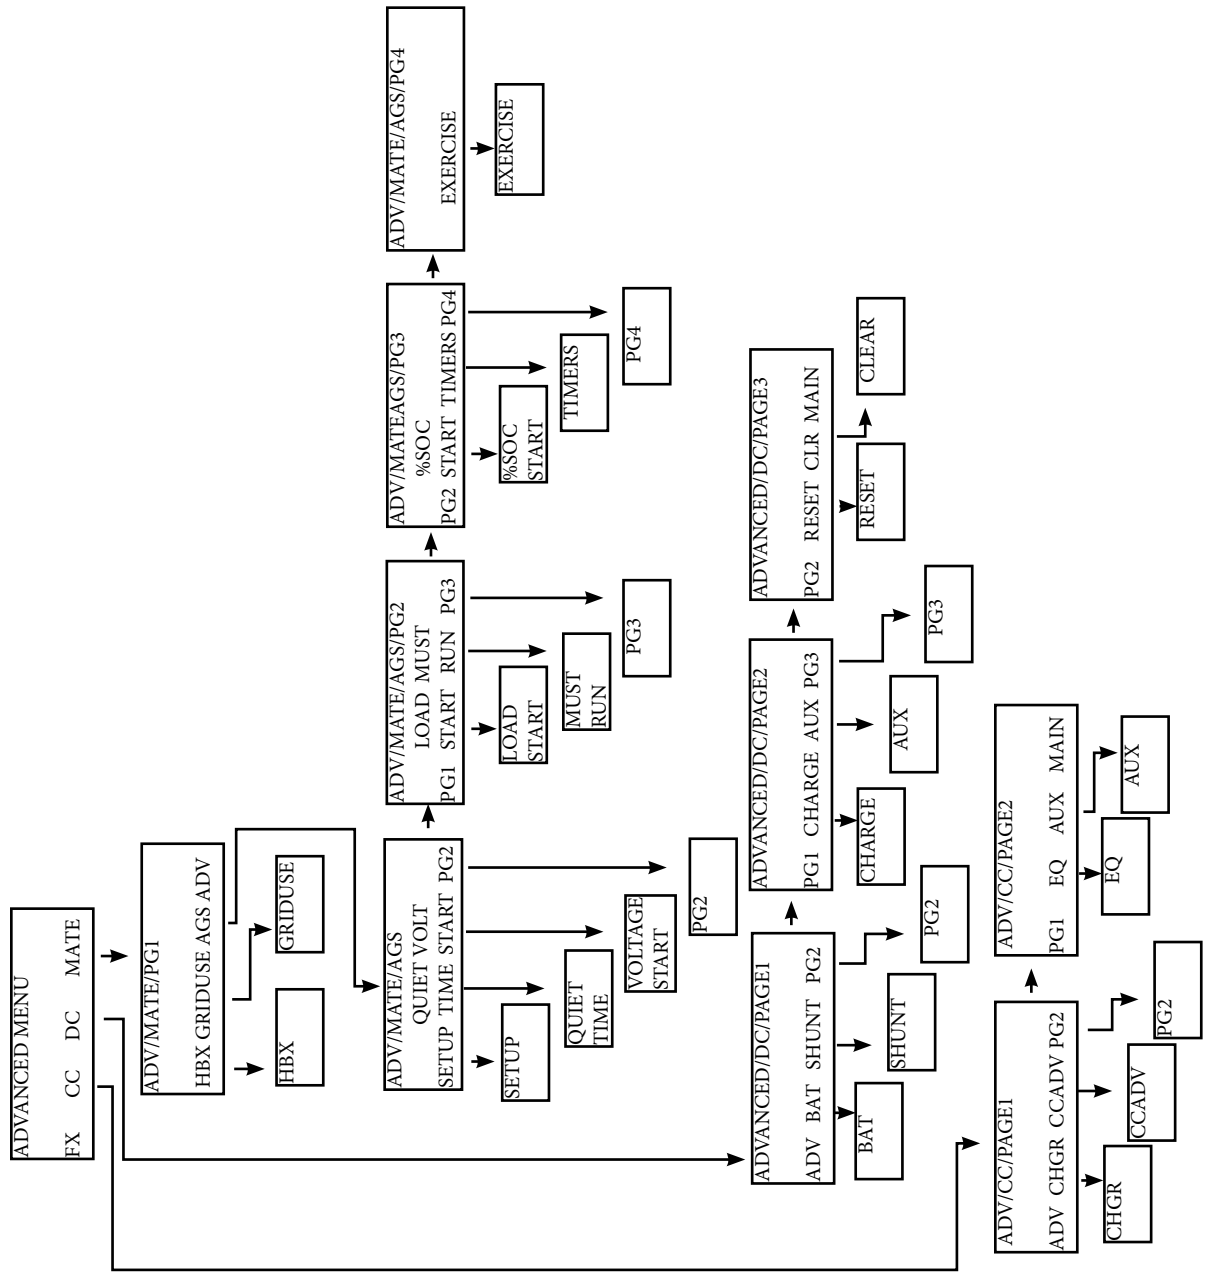 ADVANCED MENU
FX CC DC MATE
ADV/MATE/PG1
HBX GRIDUSE AGS ADV
HBX
GRIDUSE
ADV/MATE/AGS
QUIET VOLT
SETUP TIME START PG2
SETUP
QUIET
TIME
VOLTAGE
START
PG2
ADV/MATE/AGS/PG2
LOAD MUST
PG1 START RUN PG3
LOAD
START
MUST
RUN
PG3
ADV/MATEAGS/PG3
%SOC
PG2 START TIMERS PG4
%SOC
START
TIMERS
PG4
ADV/MATE/AGS/PG4
EXERCISE
EXERCISE
ADVANCED/DC/PAGE1
ADV BAT SHUNT PG2
BAT
SHUNT
PG2
ADVANCED/DC/PAGE2
PG1 CHARGE AUX PG3
CHARGE
AUX
PG3
ADVANCED/DC/PAGE3
PG2 RESET CLR MAIN
RESET
CLEAR
ADV/CC/PAGE1
ADV CHGR CCADV PG2
CHGR
CCADV
PG2
ADV/CC/PAGE2
PG1 EQ AUX MAIN
EQ
AUX